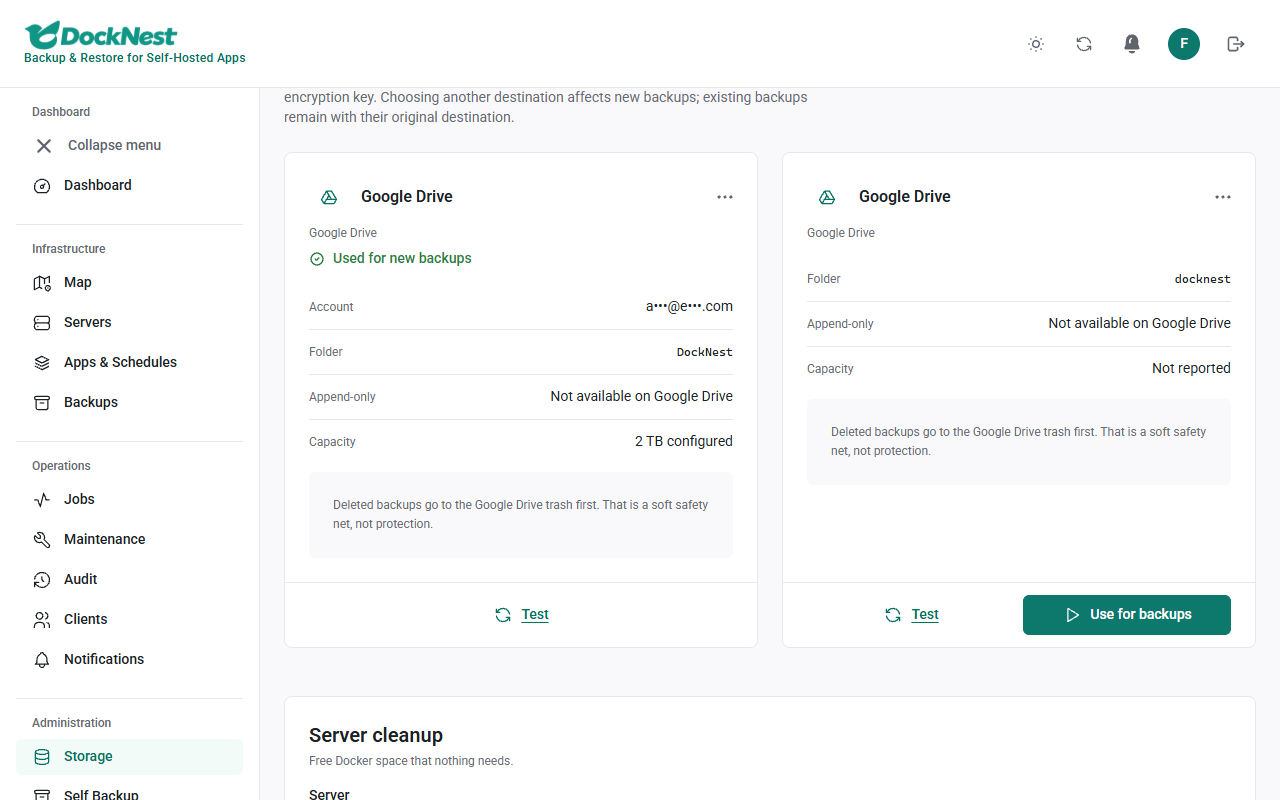 DockNest
Backup & Restore for Self-Hosted Apps
F
Dashboard
Collapse menu
Dashboard
Infrastructure
Map
Servers
Apps & Schedules
Backups
Operations
Jobs
Maintenance
Audit
Clients
Notifications
Administration
Storage
Self Backup
encryption key. Choosing another destination affects new backups; existing backups
remain with their original destination.
Google Drive
Google Drive
Used for new backups
Account
a•••@e•••.com
Folder
DockNest
Append-only
Not available on Google Drive
Capacity
2 TB configured
Deleted backups go to the Google Drive trash first. That is a soft safety
net, not protection.
Test
Google Drive
Google Drive
Folder
docknest
Append-only
Not available on Google Drive
Capacity
Not reported
Deleted backups go to the Google Drive trash first. That is a soft safety
net, not protection.
Test
Use for backups
Server cleanup
Free Docker space that nothing needs.
Server